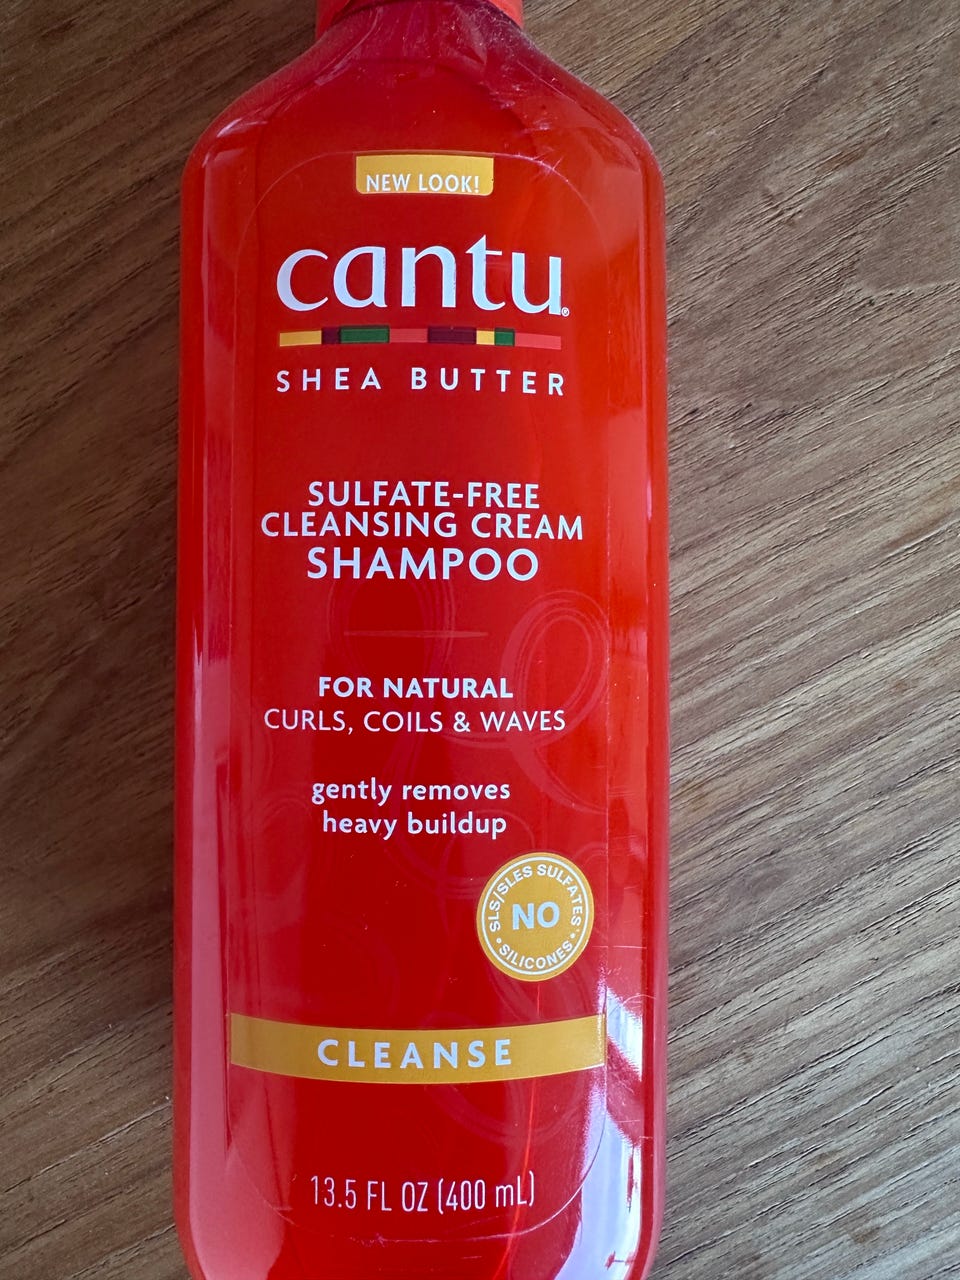 NEW LOOK!
cantu®
SHEA BUTTER
SULFATE-FREE
CLEANSING CREAM
SHAMPOO
FOR NATURAL
CURLS, COILS & WAVES
gently removes
heavy buildup
SLS/SLES SULFATES
NO
• SILICONES •
CLEANSE
13.5 FL OZ (400 mL)